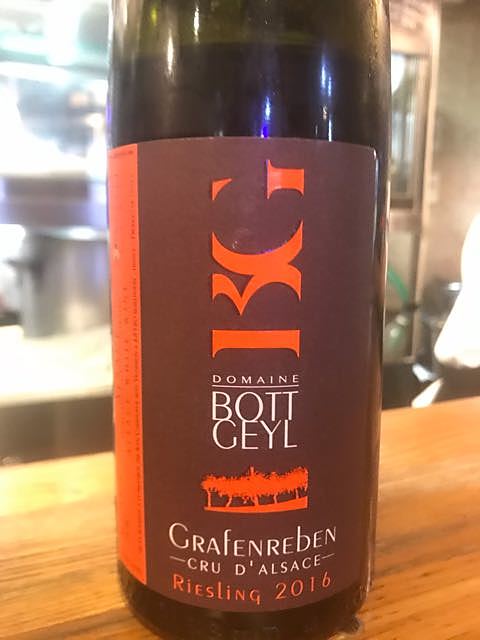 BG
DOMAINE
BOTT
GEYL
GRAFENREBEN
CRU D'ALSACE
RIESLING 2016